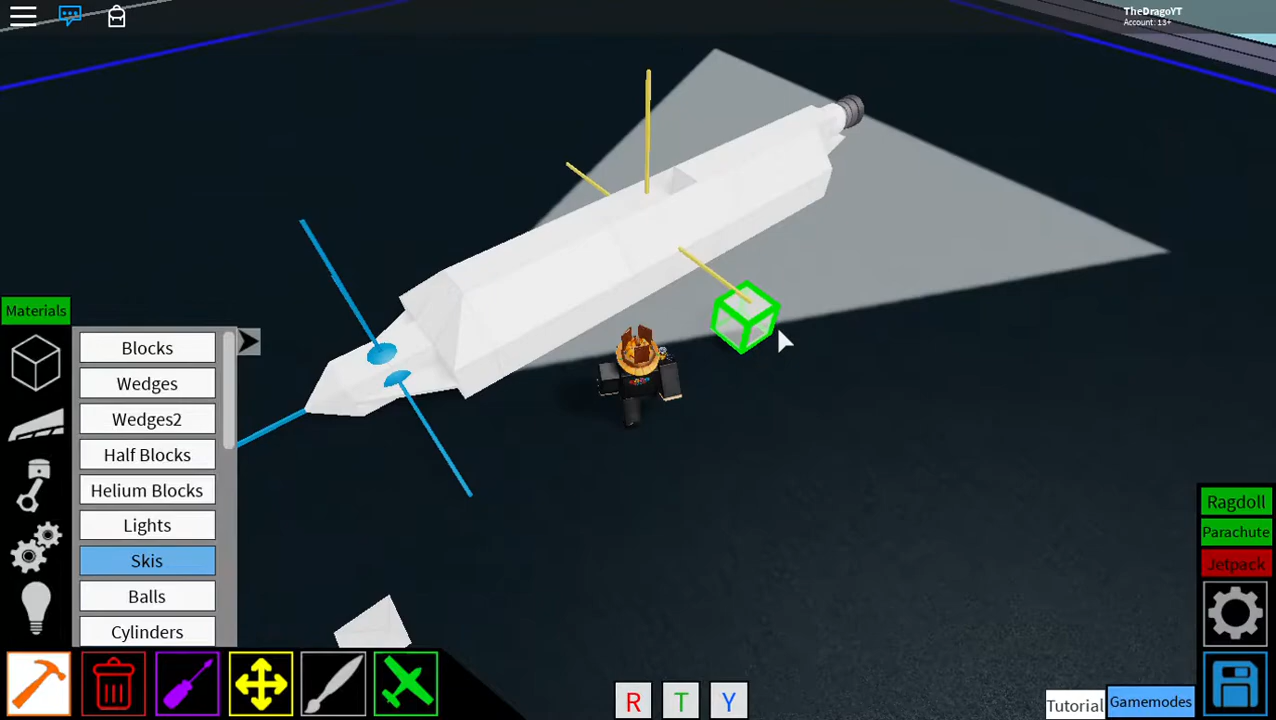 TheDragoYT
Account: 13+
Materials
Blocks
Wedges
Wedges2
Half Blocks
Helium Blocks
Lights
Skis
Balls
Cylinders
Ragdoll
Parachute
Jetpack
R T Y
Tutorial
Gamemodes